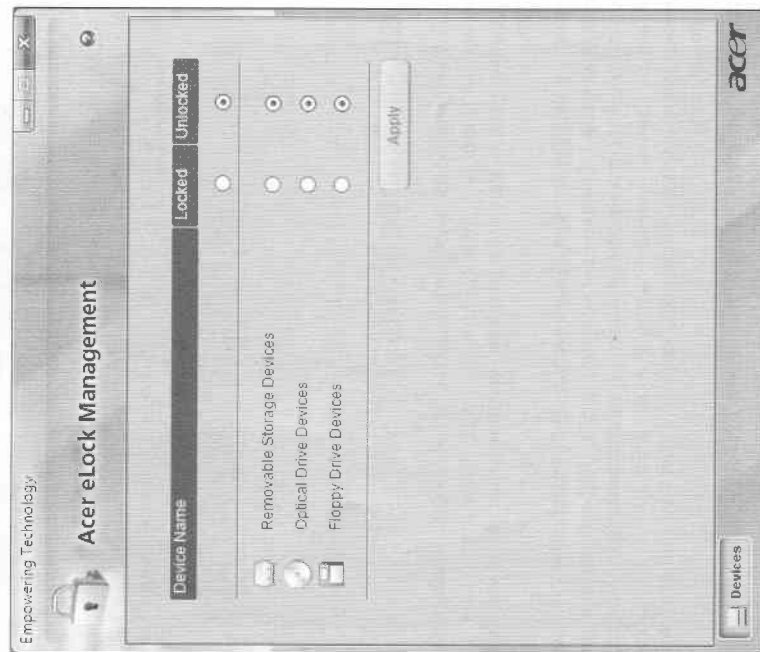 Empowering Technology
Acer eLock Management
Device Name Locked Unlocked
Removable Storage Devices
Optical Drive Devices
Floppy Drive Devices
Apply
Devices
acer